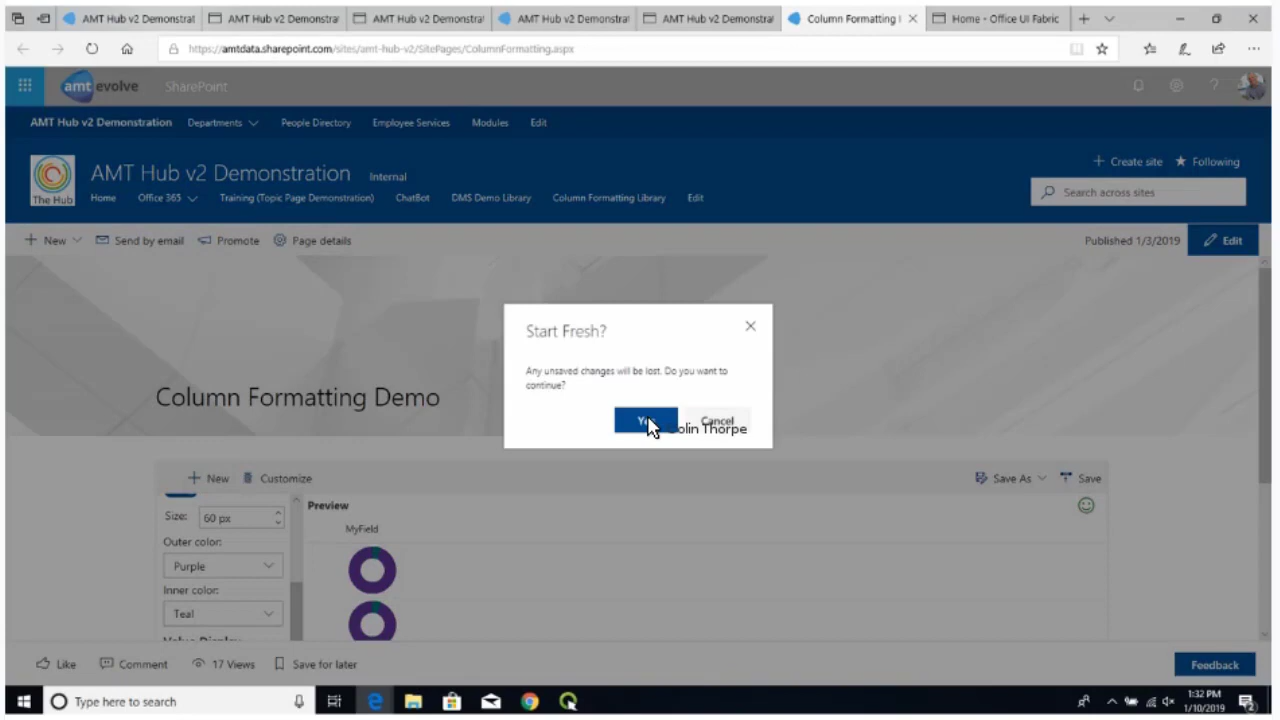 AMT Hub v2 Demonstrat
AMT Hub v2 Demonstra
AMT Hub v2 Demonstrat
AMT Hub v2 Demonstra
AMT Hub v2 Demonstra
Column Formatting
Home - Office UI Fabric
https://amtdata.sharepoint.com/sites/amt-hub-v2/SitePages/ColumnFormatting.aspx
amt evolve SharePoint
AMT Hub v2 Demonstration Departments People Directory Employee Services Modules Edit
AMT Hub v2 Demonstration Internal
+ Create site Following
The Hub
Home Office 365 Training (Topic Page Demonstration) ChatBot DMS Demo Library Column Formatting Library Edit
Search across sites
+ New Send by email Promote Page details Published 1/3/2019 Edit
Start Fresh?
Any unsaved changes will be lost. Do you want to
continue?
Cancel
Colin Thorpe
Column Formatting Demo
+ New Customize Save As Save
Preview
Size: 60 px
MyField
Outer color:
Purple
Inner color:
Teal
Like Comment 17 Views Save for later Feedback
Type here to search
1:32 PM
1/10/2019